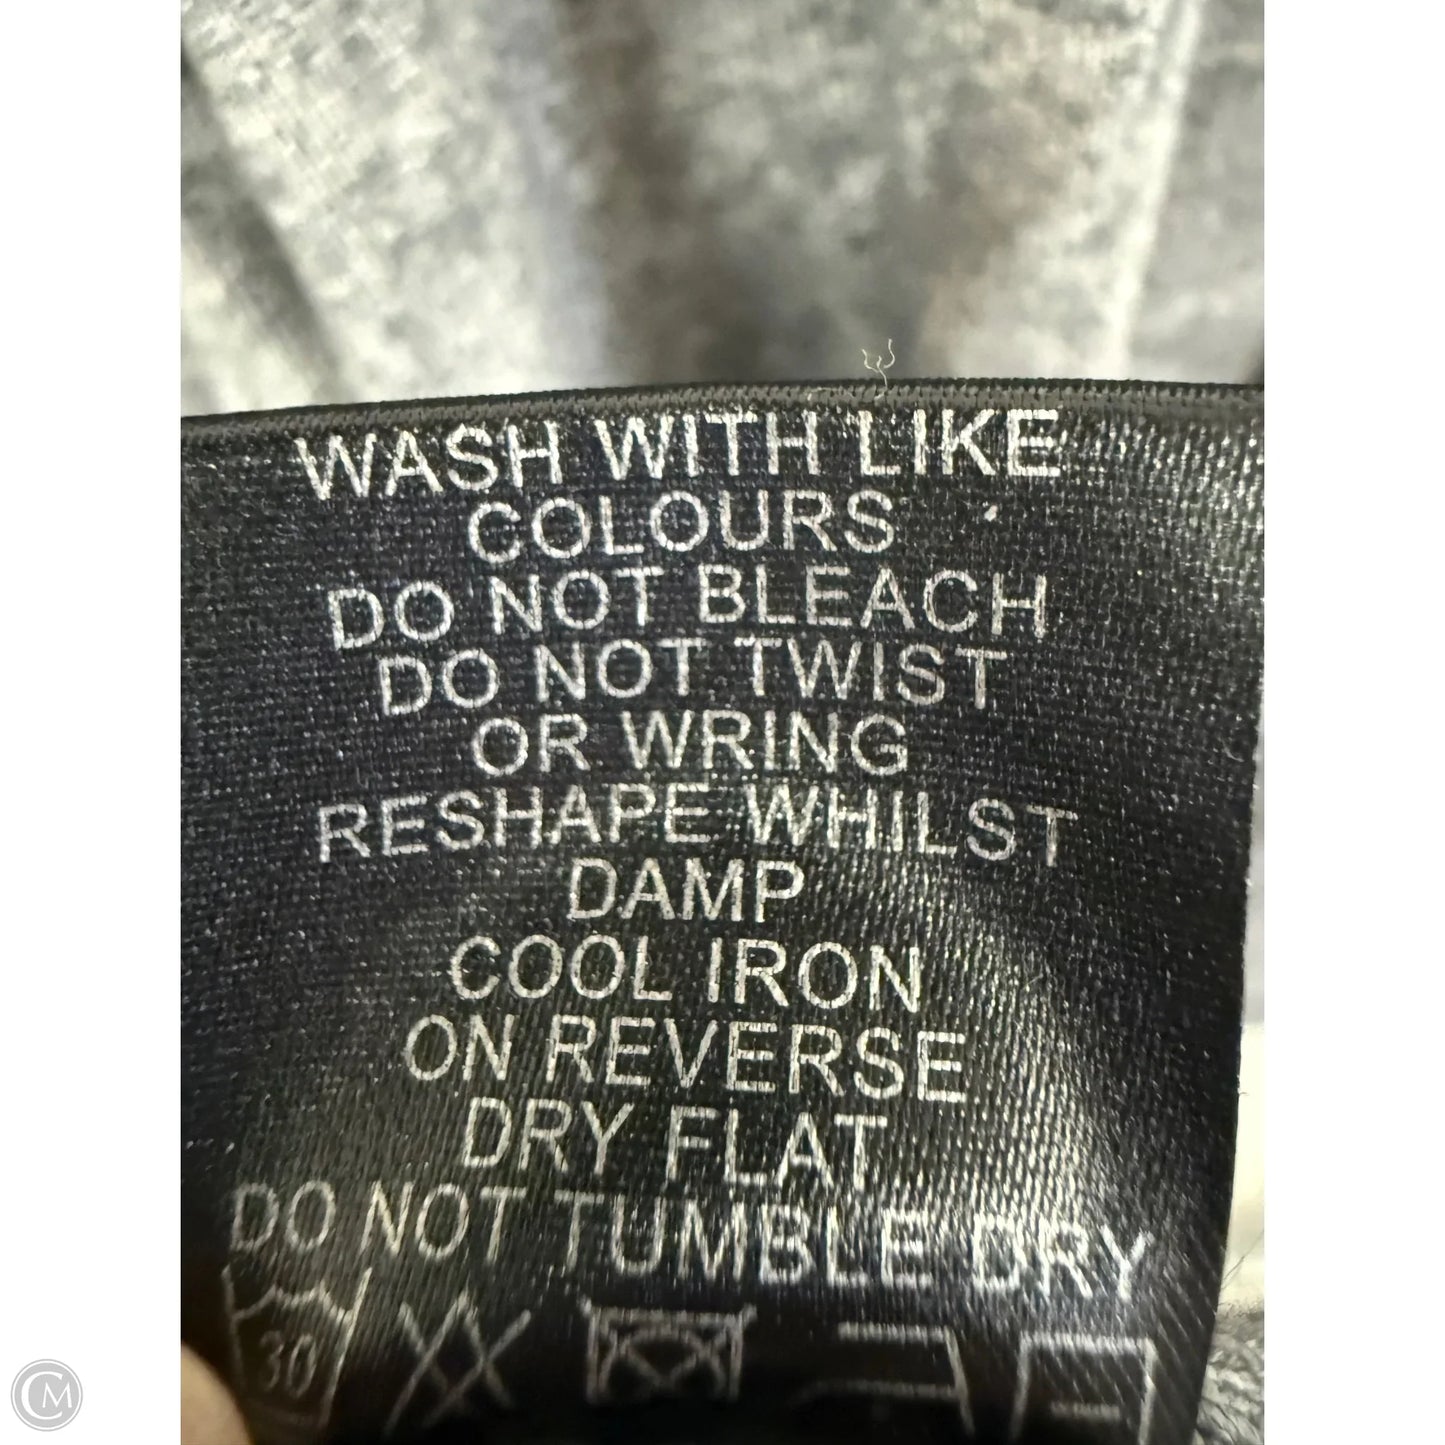 WASH WITH LIKE
COLOURS
DO NOT BLEACH
DO NOT TWIST
OR WRING
RESHAPE WHILST
DAMP
COOL IRON
ON REVERSE
DRY FLAT
DO NOT TUMBLE DRY
30
CM